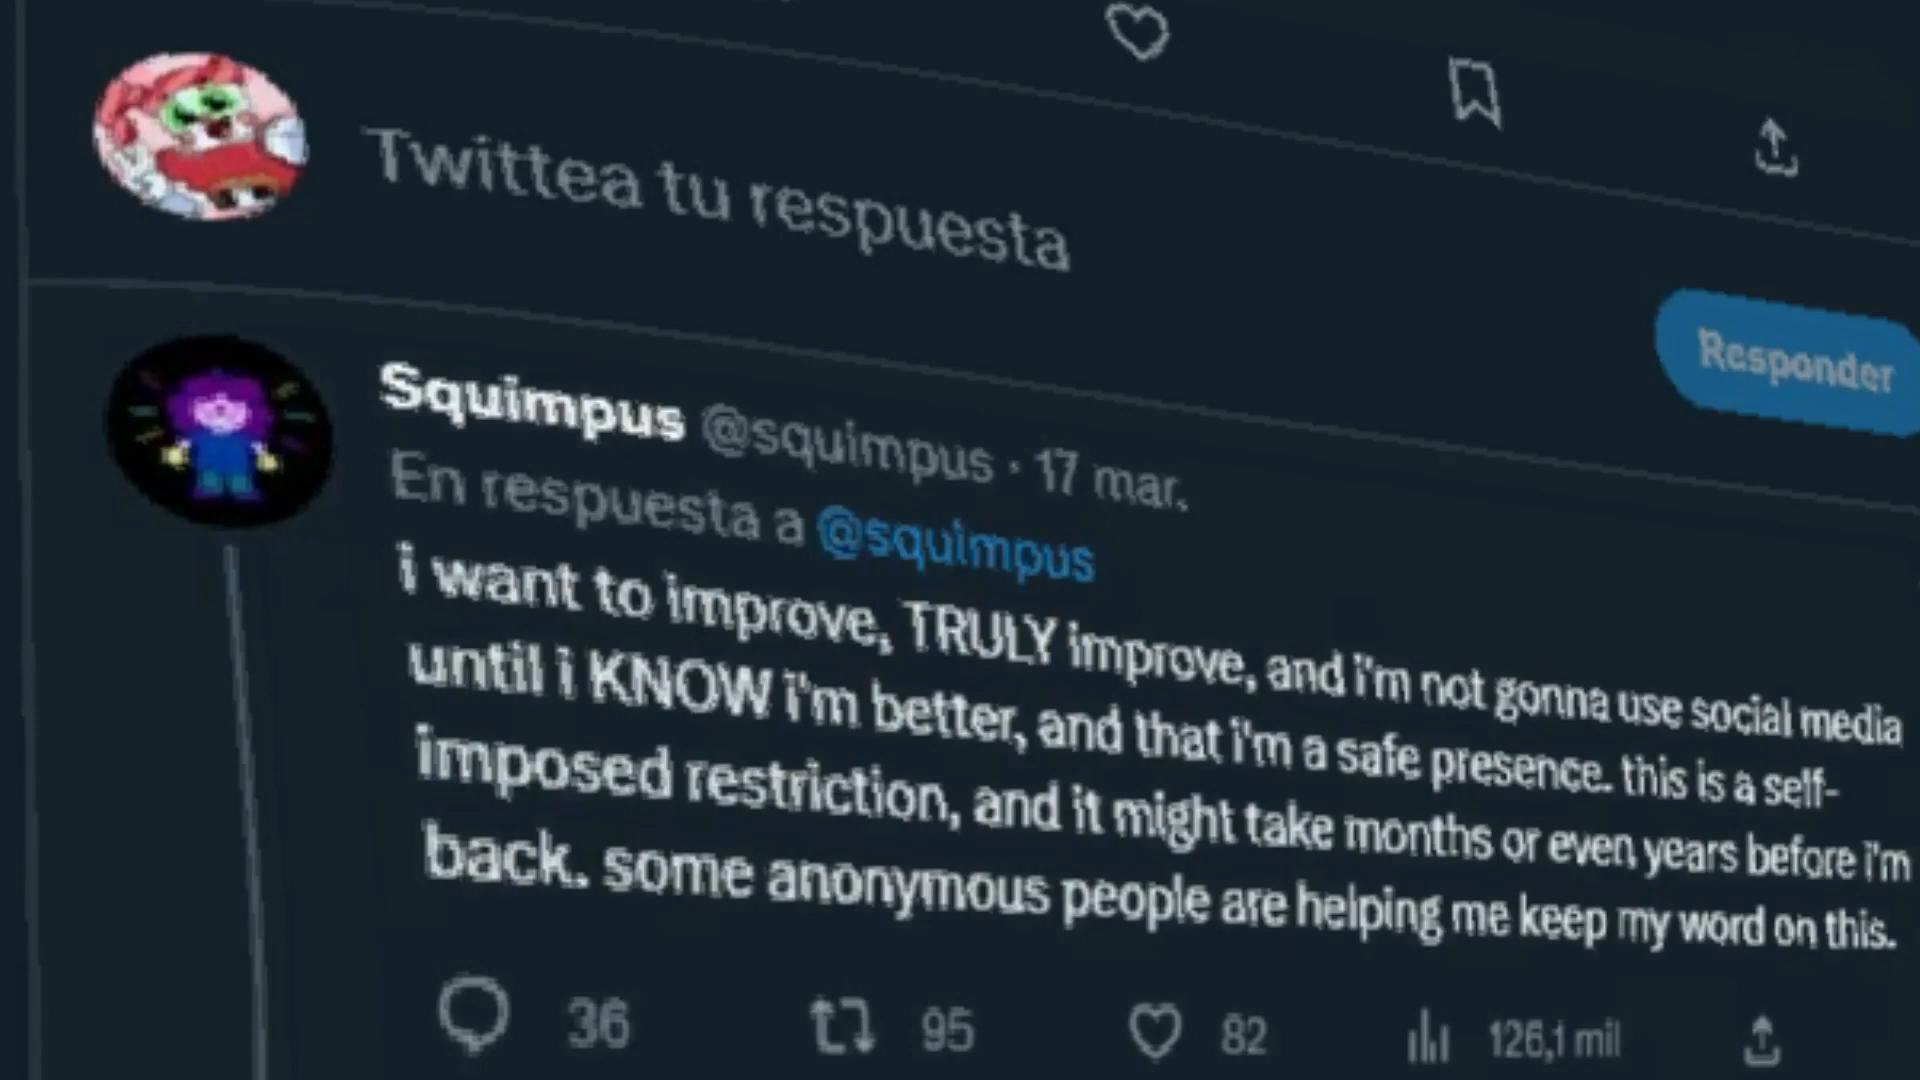 Twittea tu respuesta
Responder
Squimpus @squimpus · 17 mar.
En respuesta a @squimpus
i want to improve, TRULY improve, and i'm not gonna use social media
until i KNOW i'm better, and that i'm a safe presence. this is a self-
imposed restriction, and it might take months or even years before i'm
back. some anonymous people are helping me keep my word on this.
36 95 82 126,1 mil